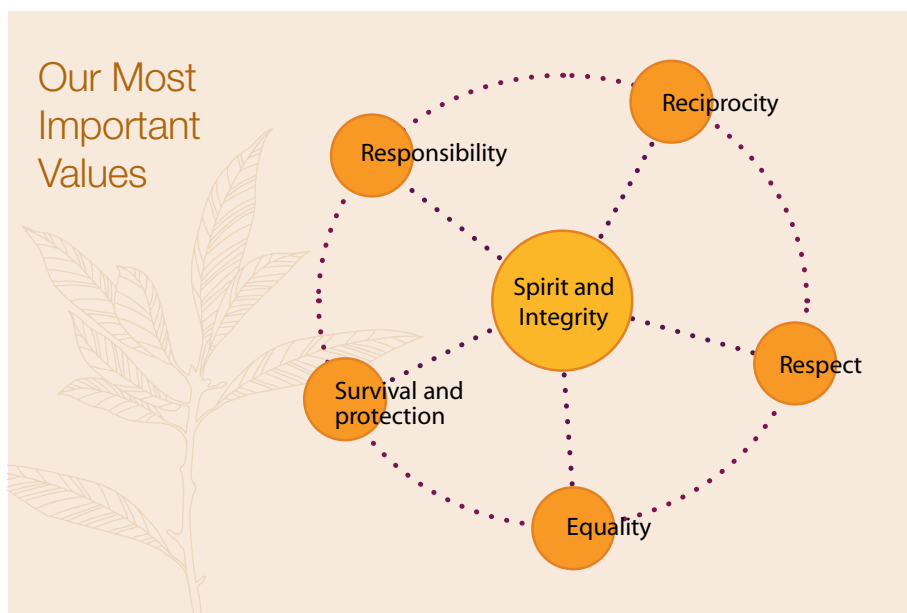 Our Most
Important
Values
Reciprocity
Responsibility
Spirit and
Integrity
Respect
Survival and
protection
Equality